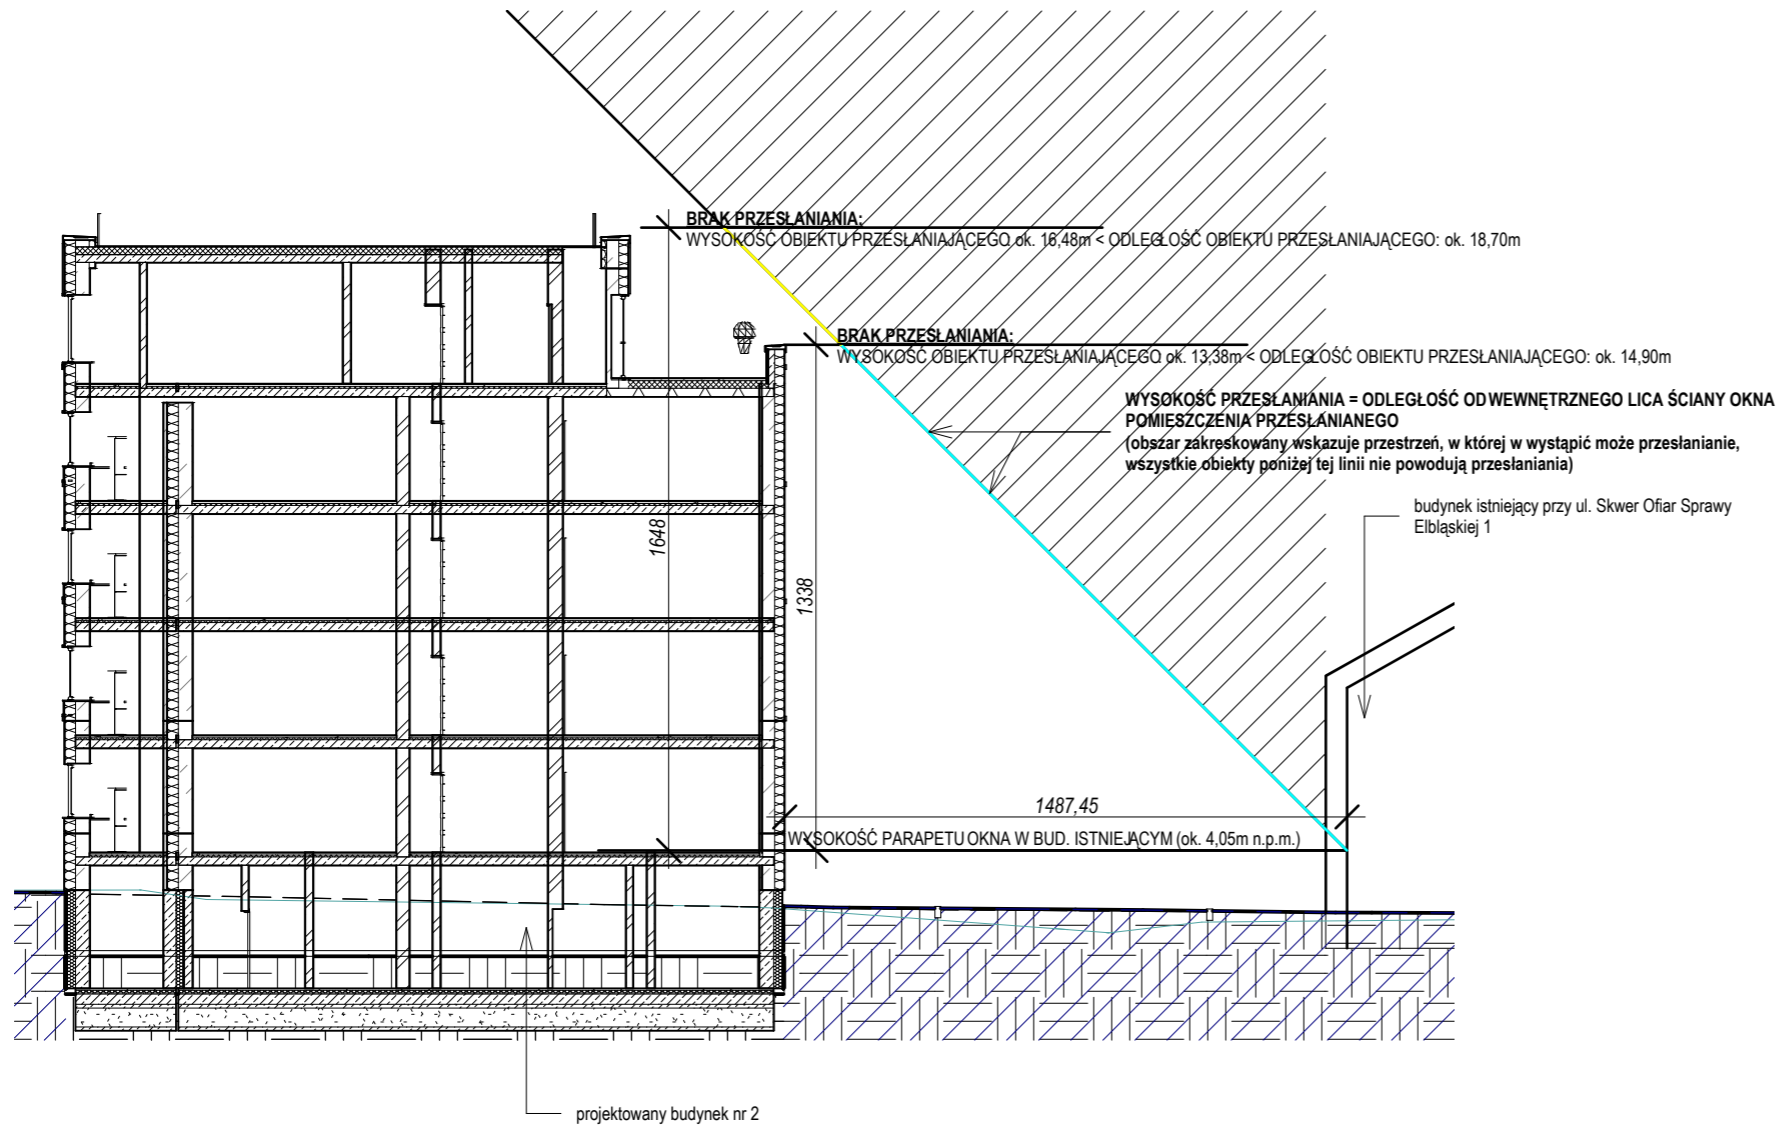 BRAK PRZESŁANIANIA:
WYSOKOŚĆ OBIEKTU PRZESŁANIAJĄCEGO ok. 16,48m < ODLEGŁOŚĆ OBIEKTU PRZESŁANIAJĄCEGO: ok. 18,70m
BRAK PRZESŁANIANIA:
WYSOKOŚĆ OBIEKTU PRZESŁANIAJĄCEGO ok. 13,38m < ODLEGŁOŚĆ OBIEKTU PRZESŁANIAJĄCEGO: ok. 14,90m
WYSOKOŚĆ PRZESŁANIANIA = ODLEGŁOŚĆ OD WEWNĘTRZNEGO LICA ŚCIANY OKNA
POMIESZCZENIA PRZESŁANIANEGO
(obszar zakreskowany wskazuje przestrzeń, w której w wystąpić może przesłanianie,
wszystkie obiekty poniżej tej linii nie powodują przesłaniania)
budynek istniejący przy ul. Skwer Ofiar Sprawy
Elbląskiej 1
1648
1338
1487,45
WYSOKOŚĆ PARAPETU OKNA W BUD. ISTNIEJĄCYM (ok. 4,05m n.p.m.)
projektowany budynek nr 2